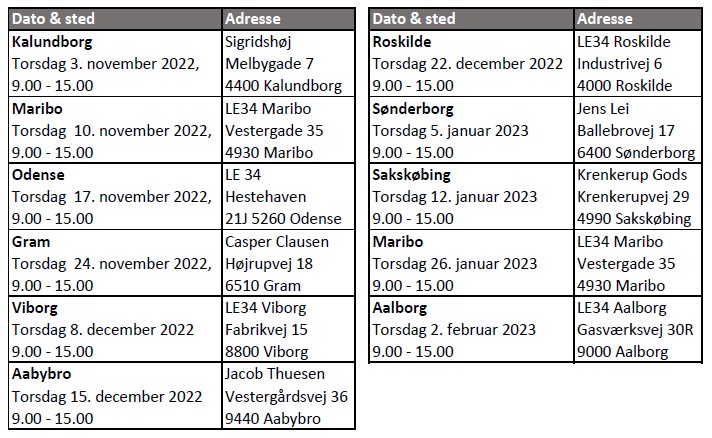 Dato & sted Adresse
Kalundborg Sigridshøj
Torsdag 3. november 2022, Melbygade 7
9.00 - 15.00 4400 Kalundborg
Maribo LE34 Maribo
Torsdag  10. november 2022, Vestergade 35
9.00 - 15.00 4930 Maribo
Odense LE 34
Torsdag  17. november 2022, Hestehaven
9.00 - 15.00 21J 5260 Odense
Gram Casper Clausen
Torsdag  24. november 2022, Højrupvej 18
9.00 - 15.00 6510 Gram
Viborg LE34 Viborg
Torsdag 8. december 2022 Fabrikvej 15
9.00 - 15.00 8800 Viborg
Aabybro Jacob Thuesen
Torsdag 15. december 2022 Vestergårdsvej 36
9.00 - 15.00 9440 Aabybro
Dato & sted Adresse
Roskilde LE34 Roskilde
Torsdag 22. december 2022 Industrivej 6
9.00 - 15.00 4000 Roskilde
Sønderborg Jens Lei
Torsdag 5. januar 2023 Ballebrovej 17
9.00 - 15.00 6400 Sønderborg
Sakskøbing Krenkerup Gods
Torsdag 12. januar 2023 Krenkerupvej 29
9.00 - 15.00 4990 Sakskøbing
Maribo LE34 Maribo
Torsdag 26. januar 2023 Vestergade 35
9.00 - 15.00 4930 Maribo
Aalborg LE34 Aalborg
Torsdag 2. februar 2023 Gasværksvej 30R
9.00 - 15.00 9000 Aalborg